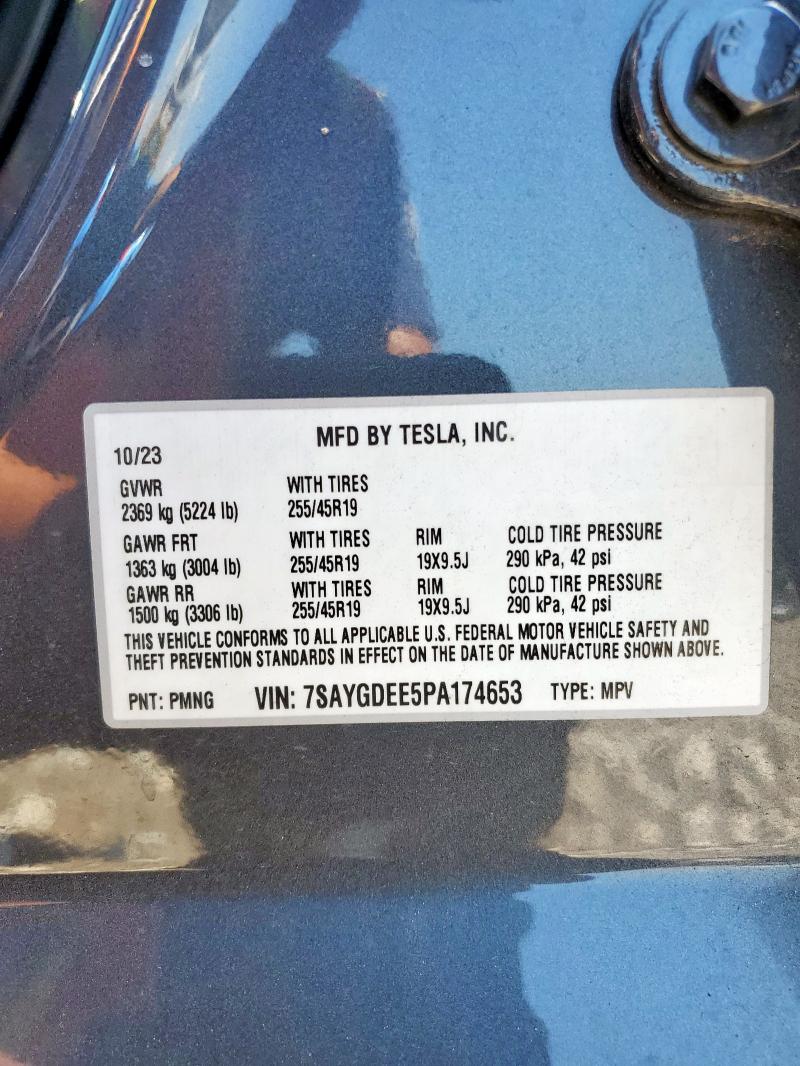 MFD BY TESLA, INC.
10/23
GVWR WITH TIRES
2369 kg (5224 lb) 255/45R19
GAWR FRT WITH TIRES RIM COLD TIRE PRESSURE
1363 kg (3004 lb) 255/45R19 19X9.5J 290 kPa, 42 psi
GAWR RR WITH TIRES RIM COLD TIRE PRESSURE
1500 kg (3306 lb) 255/45R19 19X9.5J 290 kPa, 42 psi
THIS VEHICLE CONFORMS TO ALL APPLICABLE U.S. FEDERAL MOTOR VEHICLE SAFETY AND
THEFT PREVENTION STANDARDS IN EFFECT ON THE DATE OF MANUFACTURE SHOWN ABOVE.
PNT: PMNG VIN: 7SAYGDEE5PA174653 TYPE: MPV